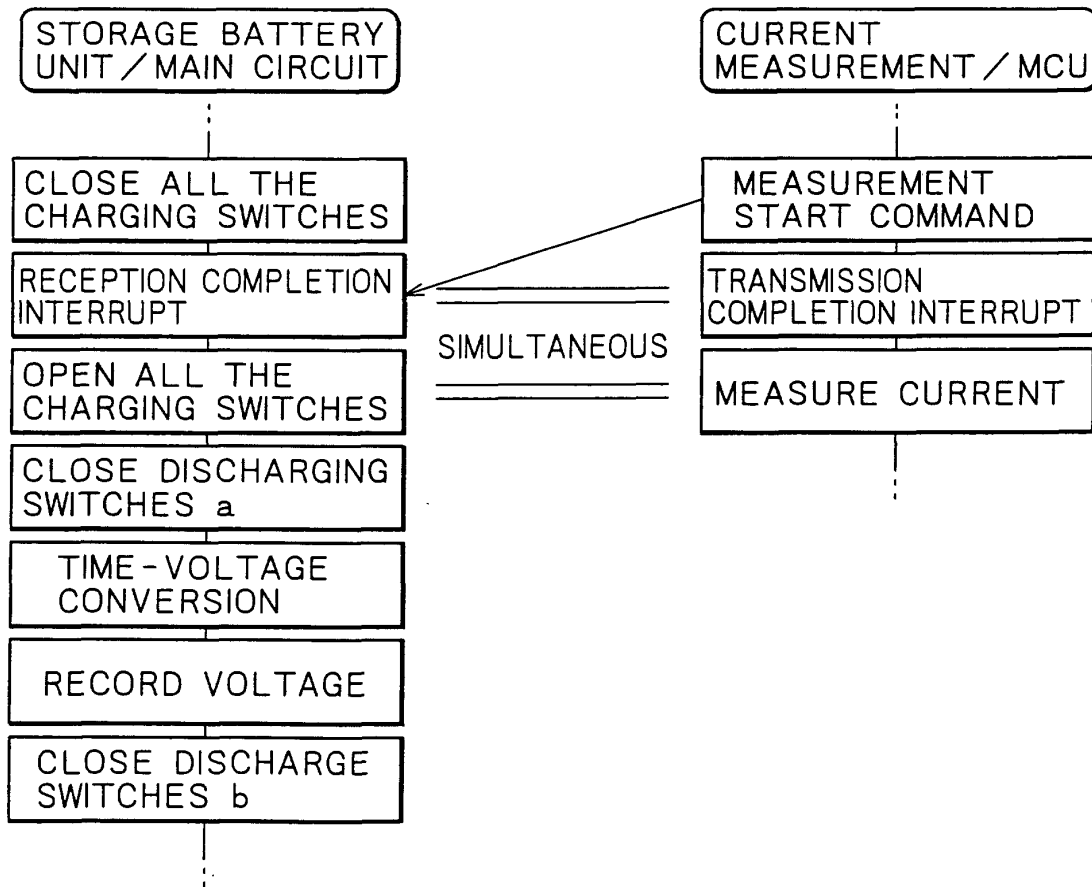 STORAGE BATTERY
UNIT / MAIN CIRCUIT
CLOSE ALL THE
CHARGING SWITCHES
RECEPTION COMPLETION
INTERRUPT
OPEN ALL THE
CHARGING SWITCHES
CLOSE DISCHARGING
SWITCHES a
TIME-VOLTAGE
CONVERSION
RECORD VOLTAGE
CLOSE DISCHARGE
SWITCHES b
SIMULTANEOUS
CURRENT
MEASUREMENT / MCU
MEASUREMENT
START COMMAND
TRANSMISSION
COMPLETION INTERRUPT
MEASURE CURRENT